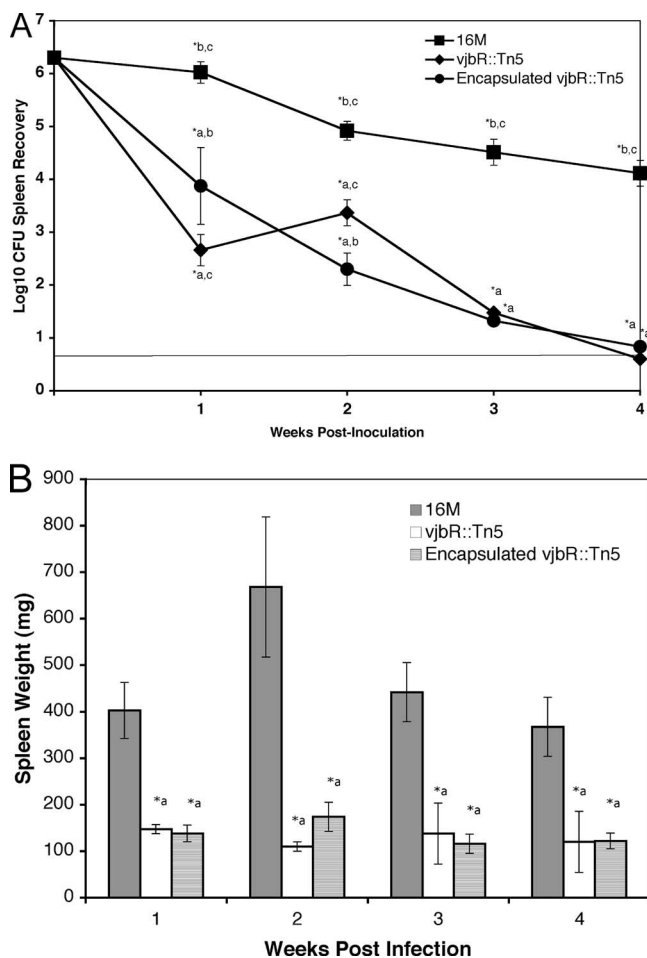 A
Log10 CFU Spleen Recovery
7
6
5
4
3
2
1
0
16M
vjbR::Tn5
Encapsulated vjbR::Tn5
*b,c
*b,c
*b,c
*b,c
*a,b
*a,c
*a,c
*a,b
*a
*a
*a
*a
1
2
3
4
Weeks Post-Inoculation
B
Spleen Weight (mg)
900
800
700
600
500
400
300
200
100
0
16M
vjbR::Tn5
Encapsulated vjbR::Tn5
*a
*a
*a
*a
*a
*a
*a
*a
1
2
3
4
Weeks Post Infection